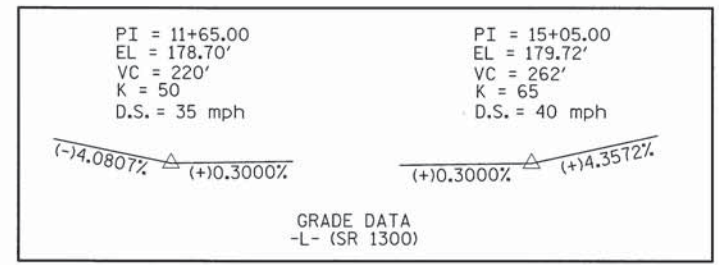 PI = 11+65.00
EL = 178.70'
VC = 220'
K = 50
D.S. = 35 mph
(-)4.0807%
(+)0.3000%
PI = 15+05.00
EL = 179.72'
VC = 262'
K = 65
D.S. = 40 mph
(+)0.3000%
(+)4.3572%
GRADE DATA
-L- (SR 1300)